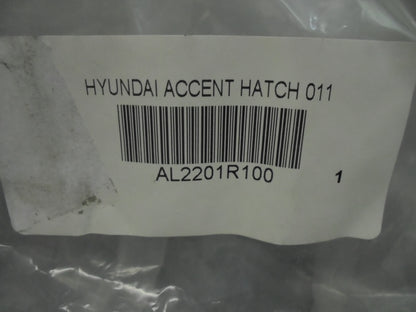 HYUNDAI ACCENT HATCH 011
AL2201R100 1